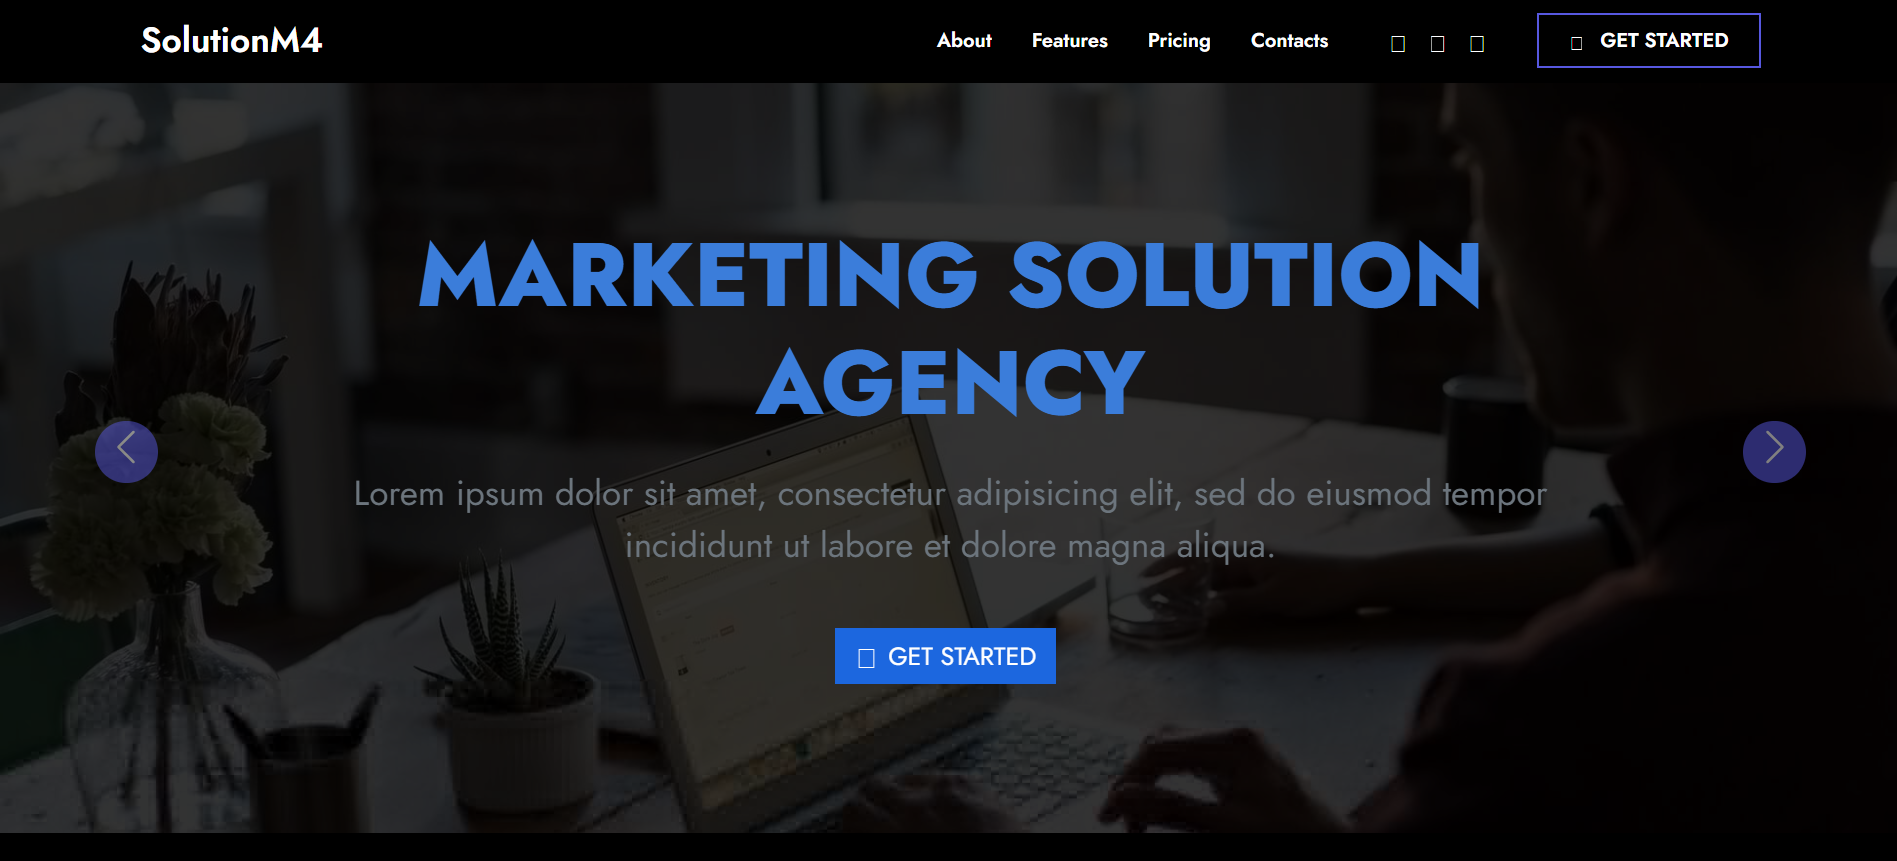 SolutionM4
About Features Pricing Contacts GET STARTED
MARKETING SOLUTION
AGENCY
Lorem ipsum dolor sit amet, consectetur adipisicing elit, sed do eiusmod tempor
incididunt ut labore et dolore magna aliqua.
GET STARTED